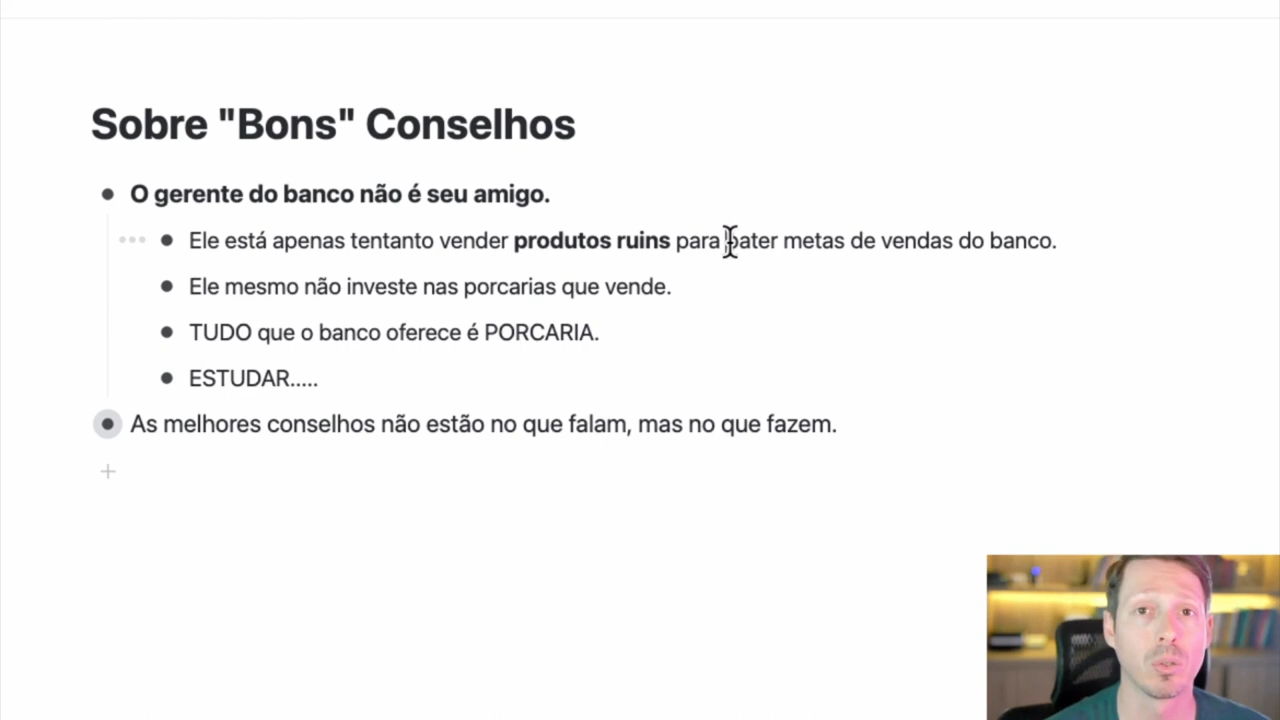 Sobre "Bons" Conselhos
O gerente do banco não é seu amigo.
Ele está apenas tentanto vender produtos ruins para bater metas de vendas do banco.
Ele mesmo não investe nas porcarias que vende.
TUDO que o banco oferece é PORCARIA.
ESTUDAR.....
As melhores conselhos não estão no que falam, mas no que fazem.